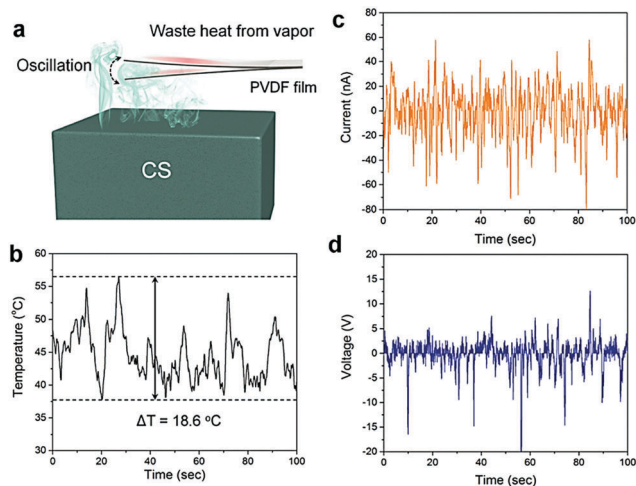 a
Waste heat from vapor
Oscillation
PVDF film
CS
b
60
55
50
45
40
35
30
Temperature (°C)
ΔT = 18.6 °C
0 20 40 60 80 100
Time (sec)
c
80
60
40
20
0
-20
-40
-60
-80
Current (nA)
0 20 40 60 80 100
Time (sec)
d
20
15
10
5
0
-5
-10
-15
-20
Voltage (V)
0 20 40 60 80 100
Time (sec)